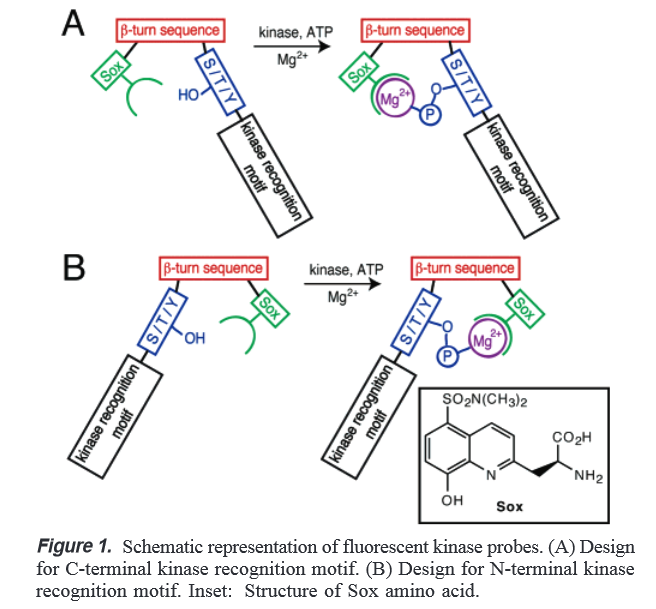 A
β-turn sequence
Sox
S/T/Y
HO
kinase recognition
motif
kinase, ATP
Mg²⁺
β-turn sequence
Sox
Mg²⁺
O
P
S/T/Y
kinase recognition
motif
B
β-turn sequence
S/T/Y
OH
Sox
kinase recognition
motif
kinase, ATP
Mg²⁺
β-turn sequence
S/T/Y
O
P
Mg²⁺
Sox
kinase recognition
motif
SO₂N(CH₃)₂
CO₂H
N
NH₂
OH
Sox
Figure 1. Schematic representation of fluorescent kinase probes. (A) Design
for C-terminal kinase recognition motif. (B) Design for N-terminal kinase
recognition motif. Inset: Structure of Sox amino acid.